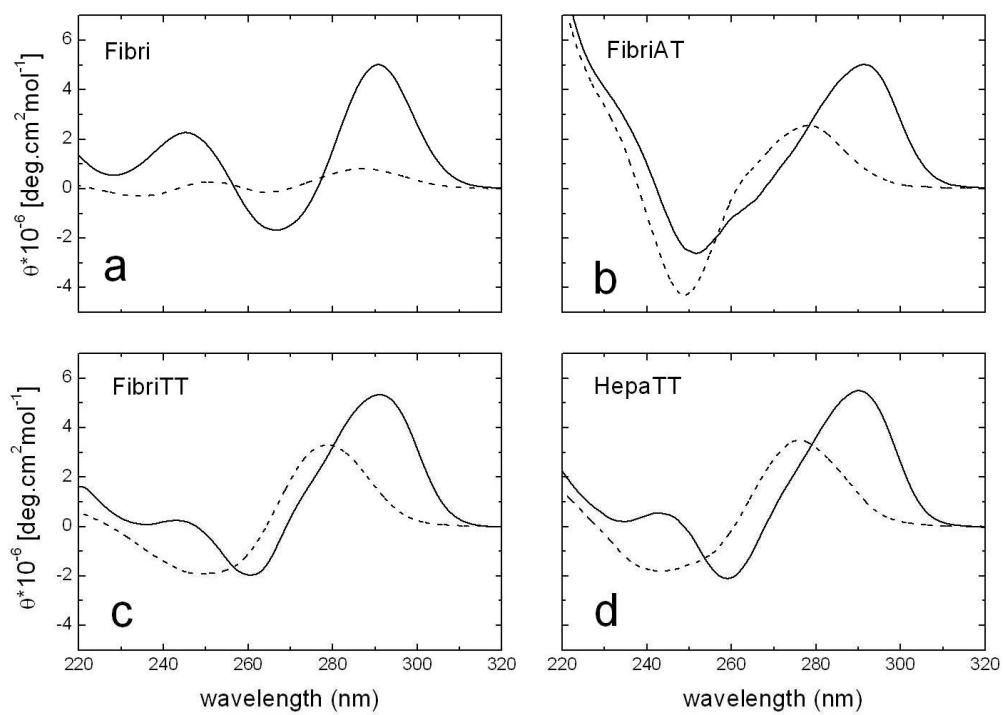 Fibri
FibriAT
6
4
2
0
-2
-4
θ*10⁻⁶ [deg.cm²mol⁻¹]
a
b
FibriTT
HepaTT
6
4
2
0
-2
-4
θ*10⁻⁶ [deg.cm²mol⁻¹]
c
d
220 240 260 280 300 320
220 240 260 280 300 320
wavelength (nm)
wavelength (nm)